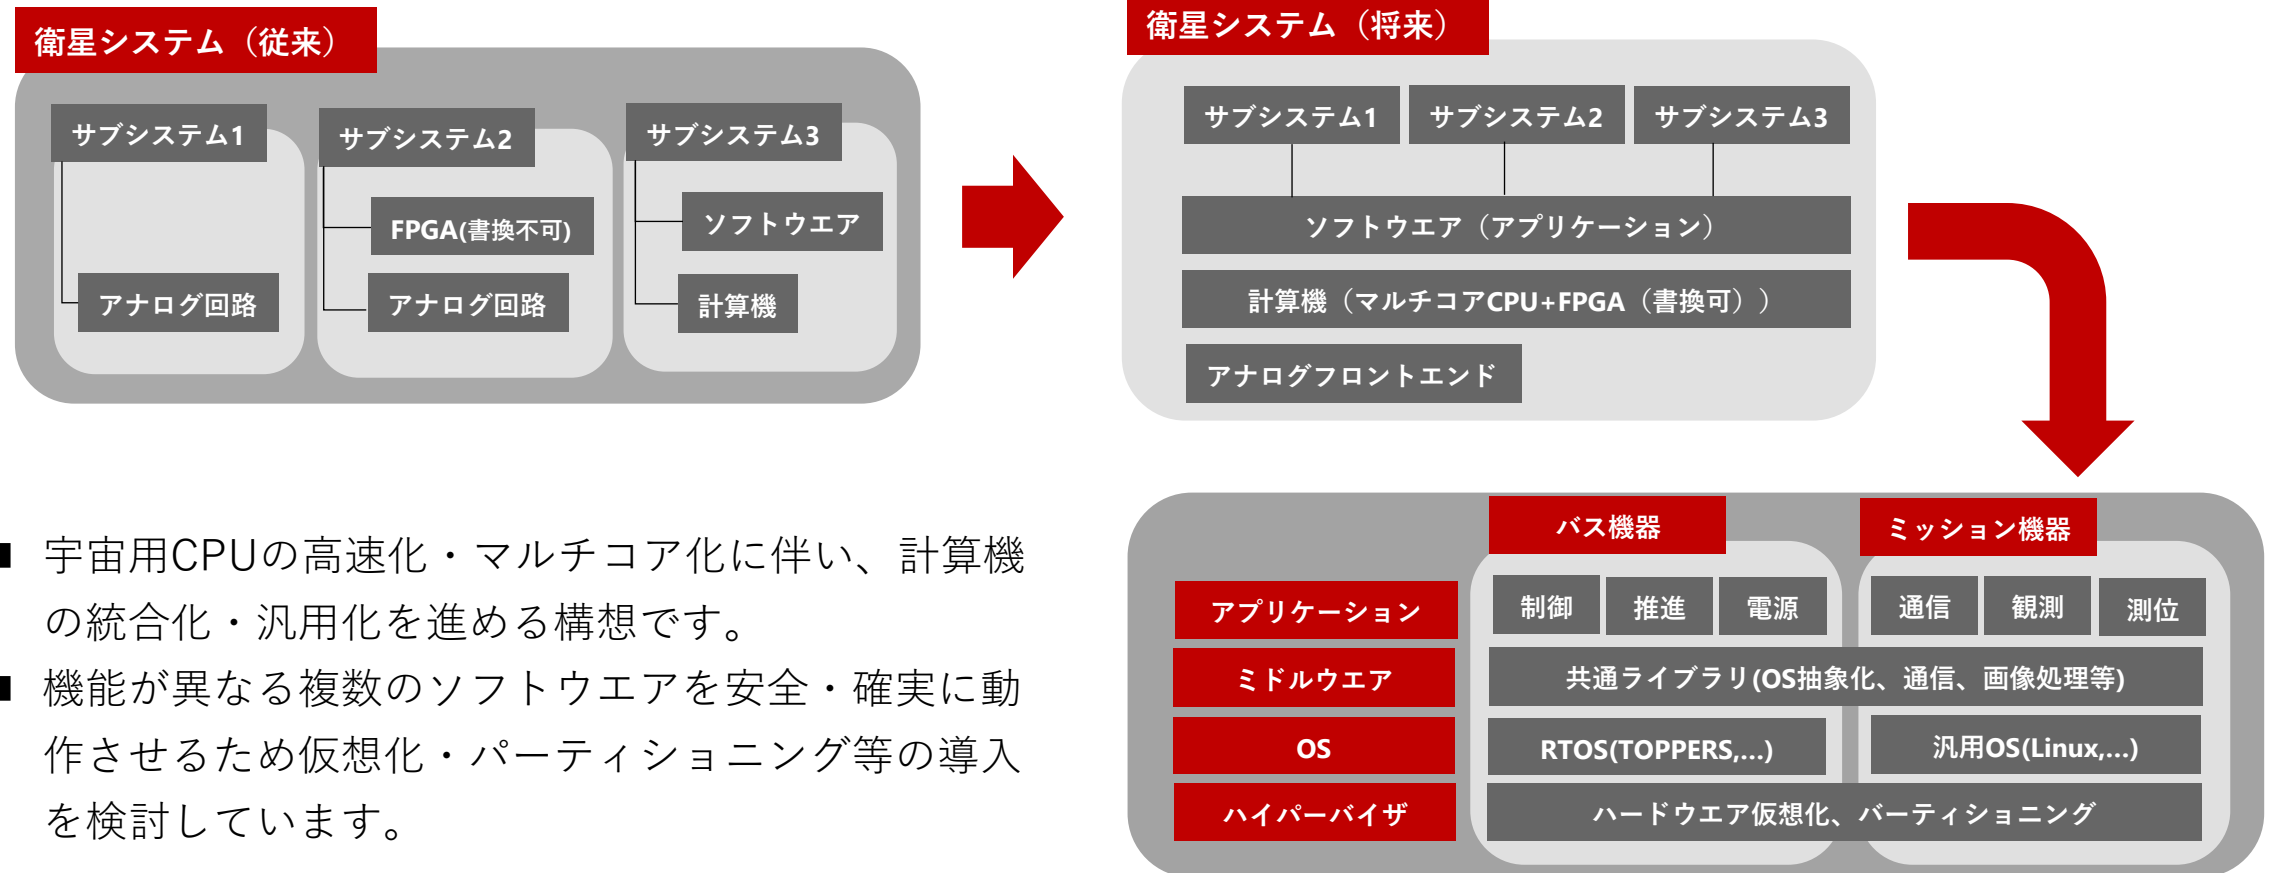 衛星システム（従来）
サブシステム1
アナログ回路
サブシステム2
FPGA(書換不可)
アナログ回路
サブシステム3
ソフトウエア
計算機
衛星システム（将来）
サブシステム1
サブシステム2
サブシステム3
ソフトウエア（アプリケーション）
計算機（マルチコアCPU+FPGA（書換可））
アナログフロントエンド
■ 宇宙用CPUの高速化・マルチコア化に伴い、計算機
の統合化・汎用化を進める構想です。
■ 機能が異なる複数のソフトウエアを安全・確実に動
作させるため仮想化・パーティショニング等の導入
を検討しています。
バス機器
ミッション機器
アプリケーション
制御
推進
電源
通信
観測
測位
ミドルウエア
共通ライブラリ(OS抽象化、通信、画像処理等)
OS
RTOS(TOPPERS,...)
汎用OS(Linux,...)
ハイパーバイザ
ハードウエア仮想化、バーティショニング